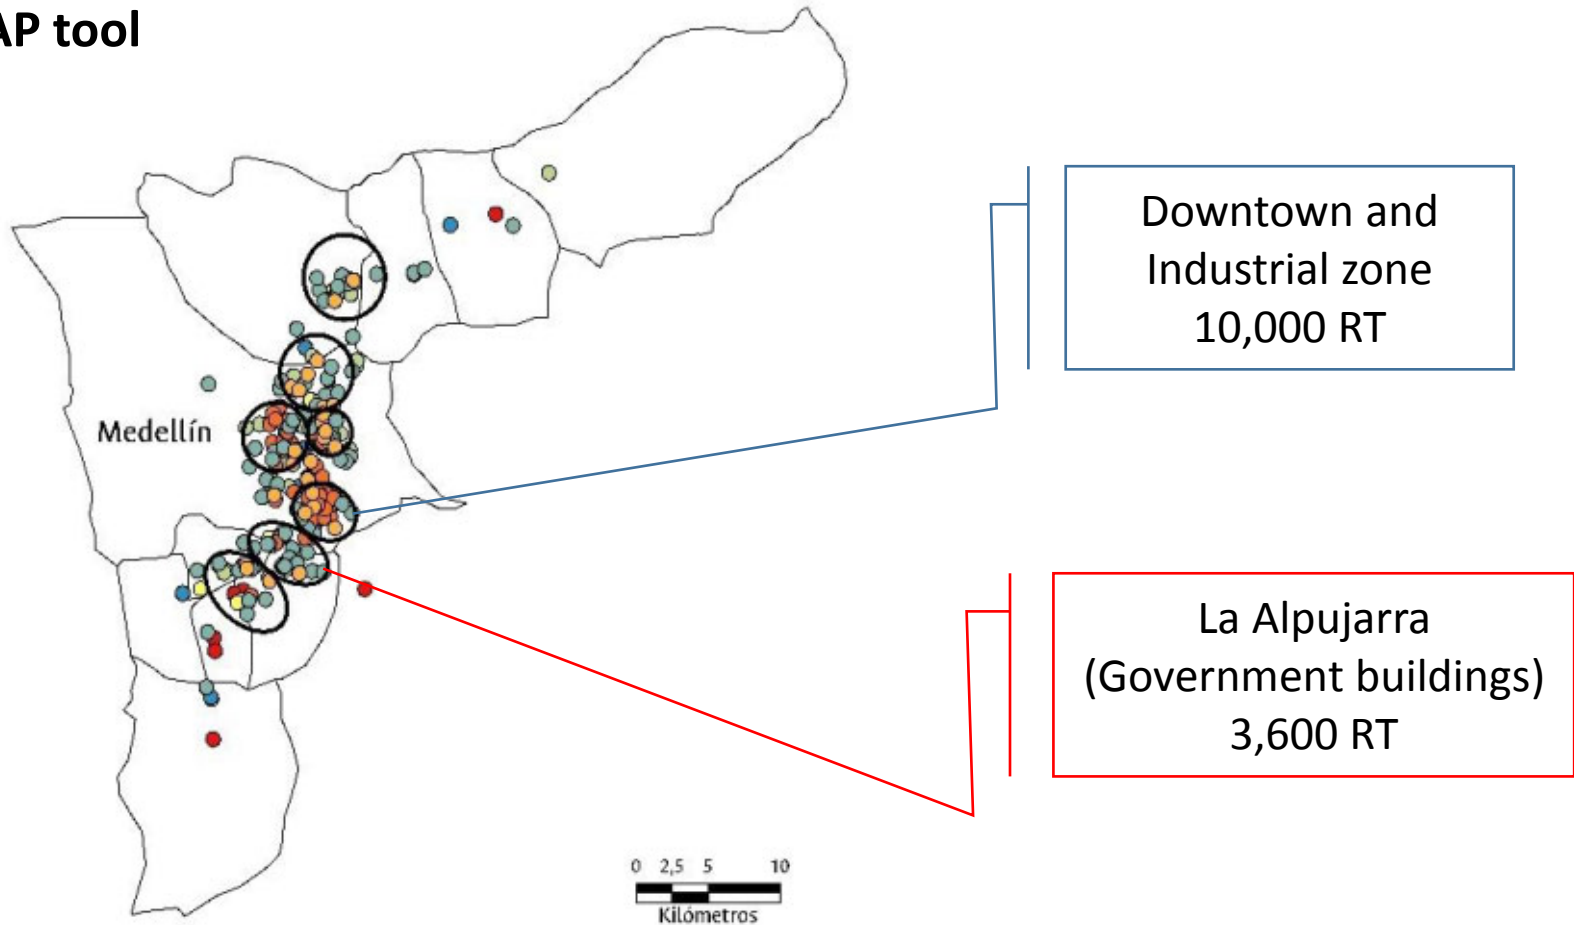 AP tool
Medellín
Downtown and
Industrial zone
10,000 RT
La Alpujarra
(Government buildings)
3,600 RT
0 2,5 5 10
Kilómetros